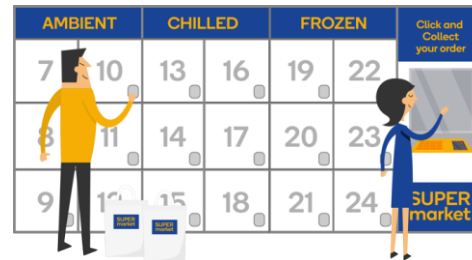 AMBIENT CHILLED FROZEN
Click and
Collect
your order
7 10 13 16 19 22
8 11 14 17 20 23
9 12 15 18 21 24
SUPER
market
SUPER
market
SUPER
market